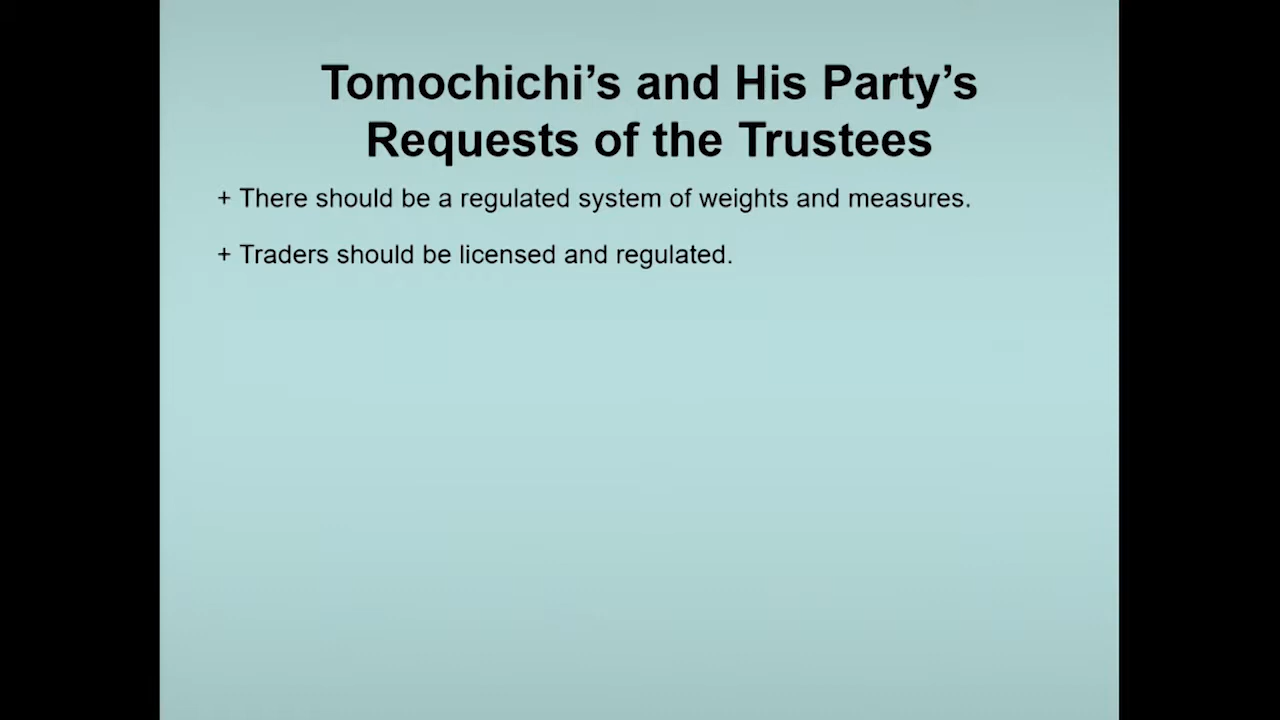 Tomochichi’s and His Party’s
Requests of the Trustees
+ There should be a regulated system of weights and measures.
+ Traders should be licensed and regulated.